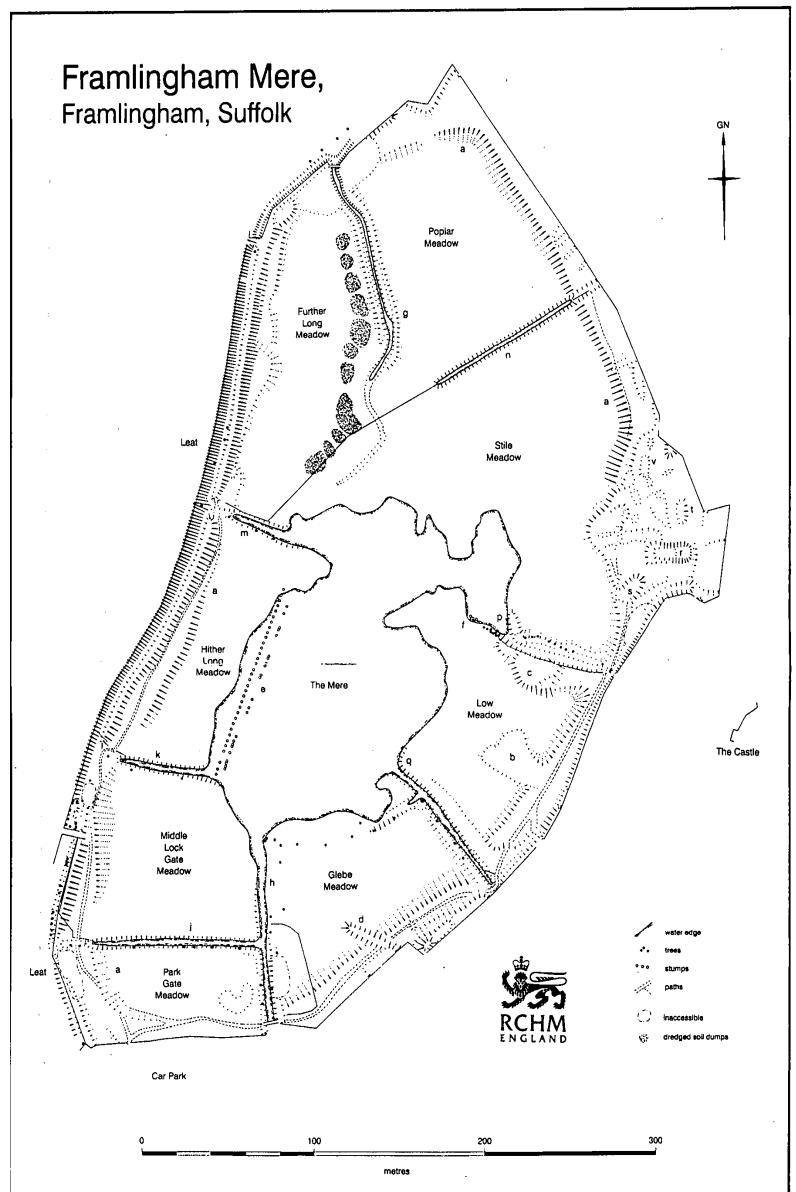 Framlingham Mere,
Framlingham, Suffolk
GN
a
Poplar
Meadow
g
Further
Long
Meadow
n
a
Leat
Stile
Meadow
v
t
m
r
a
s
p
f
Hither
Long
Meadow
c
e
The Mere
Low
Meadow
The Castle
b
k
q
Middle
Lock
Gate
Meadow
h
Glebe
Meadow
d
j
water edge
trees
stumps
paths
inaccessible
dredged soil dumps
Leat
a
Park
Gate
Meadow
RCHM
ENGLAND
Car Park
0 100 200 300
metres